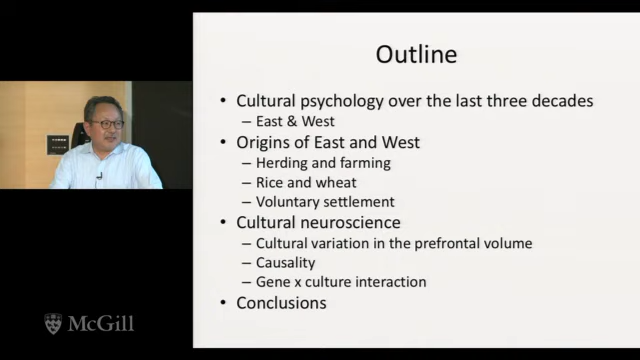 Outline
• Cultural psychology over the last three decades
– East & West
• Origins of East and West
– Herding and farming
– Rice and wheat
– Voluntary settlement
• Cultural neuroscience
– Cultural variation in the prefrontal volume
– Causality
– Gene x culture interaction
• Conclusions
McGill